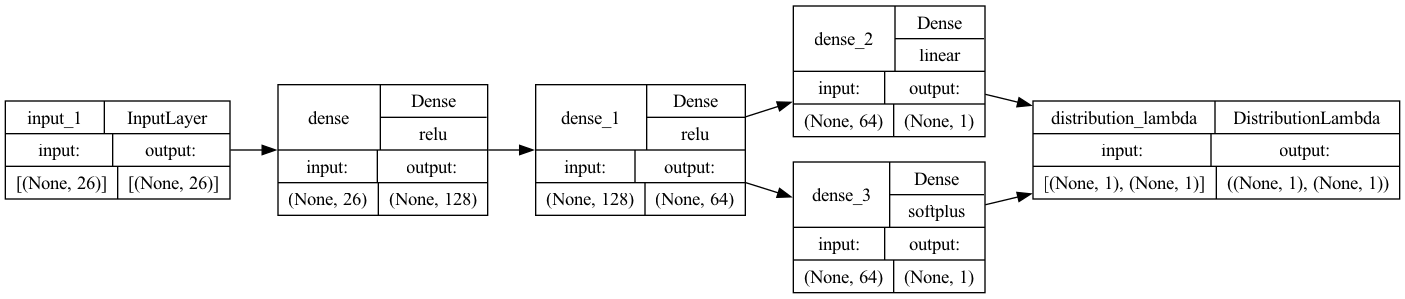 input_1 InputLayer
input: output:
[(None, 26)] [(None, 26)]
dense Dense
relu
input: output:
(None, 26) (None, 128)
dense_1 Dense
relu
input: output:
(None, 128) (None, 64)
dense_2 Dense
linear
input: output:
(None, 64) (None, 1)
dense_3 Dense
softplus
input: output:
(None, 64) (None, 1)
distribution_lambda DistributionLambda
input: output:
[(None, 1), (None, 1)] ((None, 1), (None, 1))